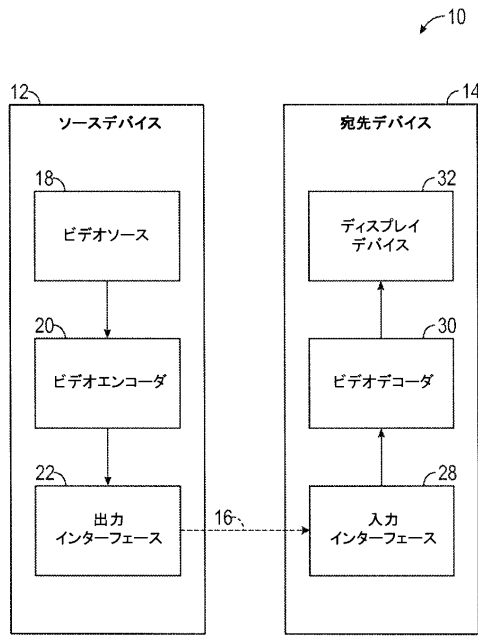 10
12
ソースデバイス
18
ビデオソース
20
ビデオエンコーダ
22
出力
インターフェース
16
14
宛先デバイス
32
ディスプレイ
デバイス
30
ビデオデコーダ
28
入力
インターフェース